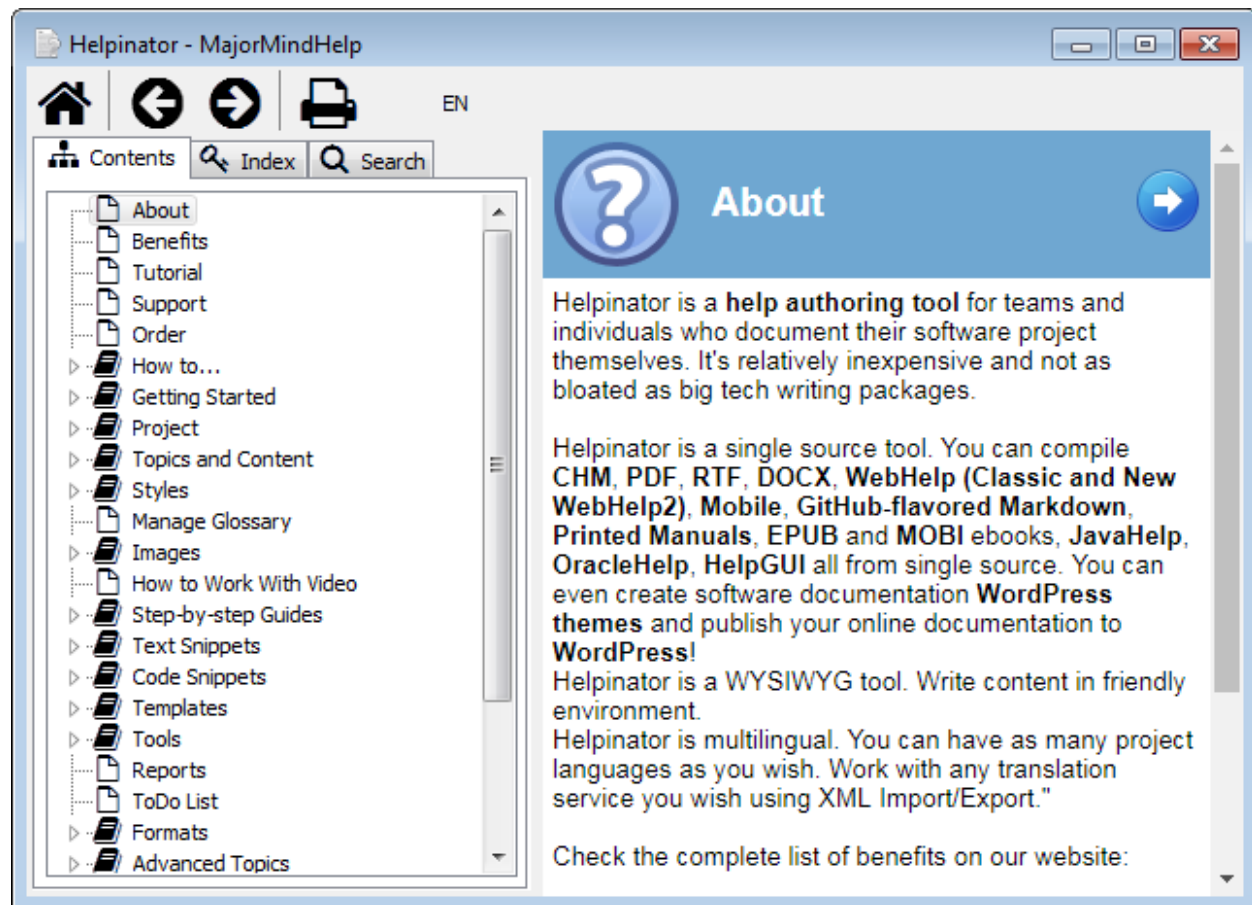 Helpinator - MajorMindHelp
EN
Contents Index Search
About
Benefits
Tutorial
Support
Order
How to...
Getting Started
Project
Topics and Content
Styles
Manage Glossary
Images
How to Work With Video
Step-by-step Guides
Text Snippets
Code Snippets
Templates
Tools
Reports
ToDo List
Formats
Advanced Topics
About
Helpinator is a help authoring tool for teams and
individuals who document their software project
themselves. It's relatively inexpensive and not as
bloated as big tech writing packages.
Helpinator is a single source tool. You can compile
CHM, PDF, RTF, DOCX, WebHelp (Classic and New
WebHelp2), Mobile, GitHub-flavored Markdown,
Printed Manuals, EPUB and MOBI ebooks, JavaHelp,
OracleHelp, HelpGUI all from single source. You can
even create software documentation WordPress
themes and publish your online documentation to
WordPress!
Helpinator is a WYSIWYG tool. Write content in friendly
environment.
Helpinator is multilingual. You can have as many project
languages as you wish. Work with any translation
service you wish using XML Import/Export."
Check the complete list of benefits on our website: